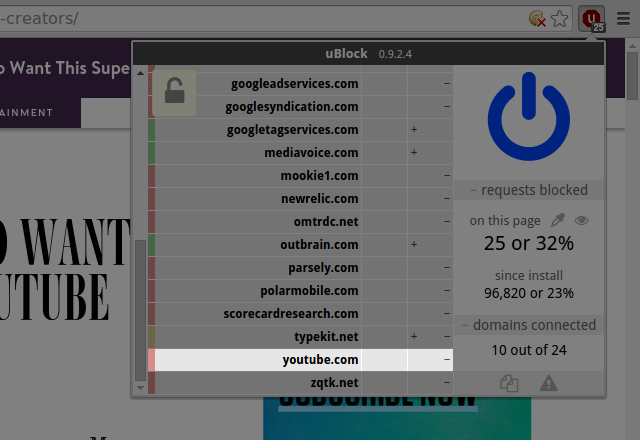 -creators/
25
o Want This Supe
AINMENT
uBlock 0.9.2.4
googleadservices.com –
googlesyndication.com –
googletagservices.com +
mediavoice.com +
mookie1.com –
newrelic.com –
omtrdc.net –
outbrain.com +
parsely.com –
polarmobile.com –
scorecardresearch.com –
typekit.net + –
youtube.com –
zqtk.net –
– requests blocked
on this page
25 or 32%
since install
96,820 or 23%
– domains connected
10 out of 24
O WANT
UTUBE
SUBSCRIBE NOW